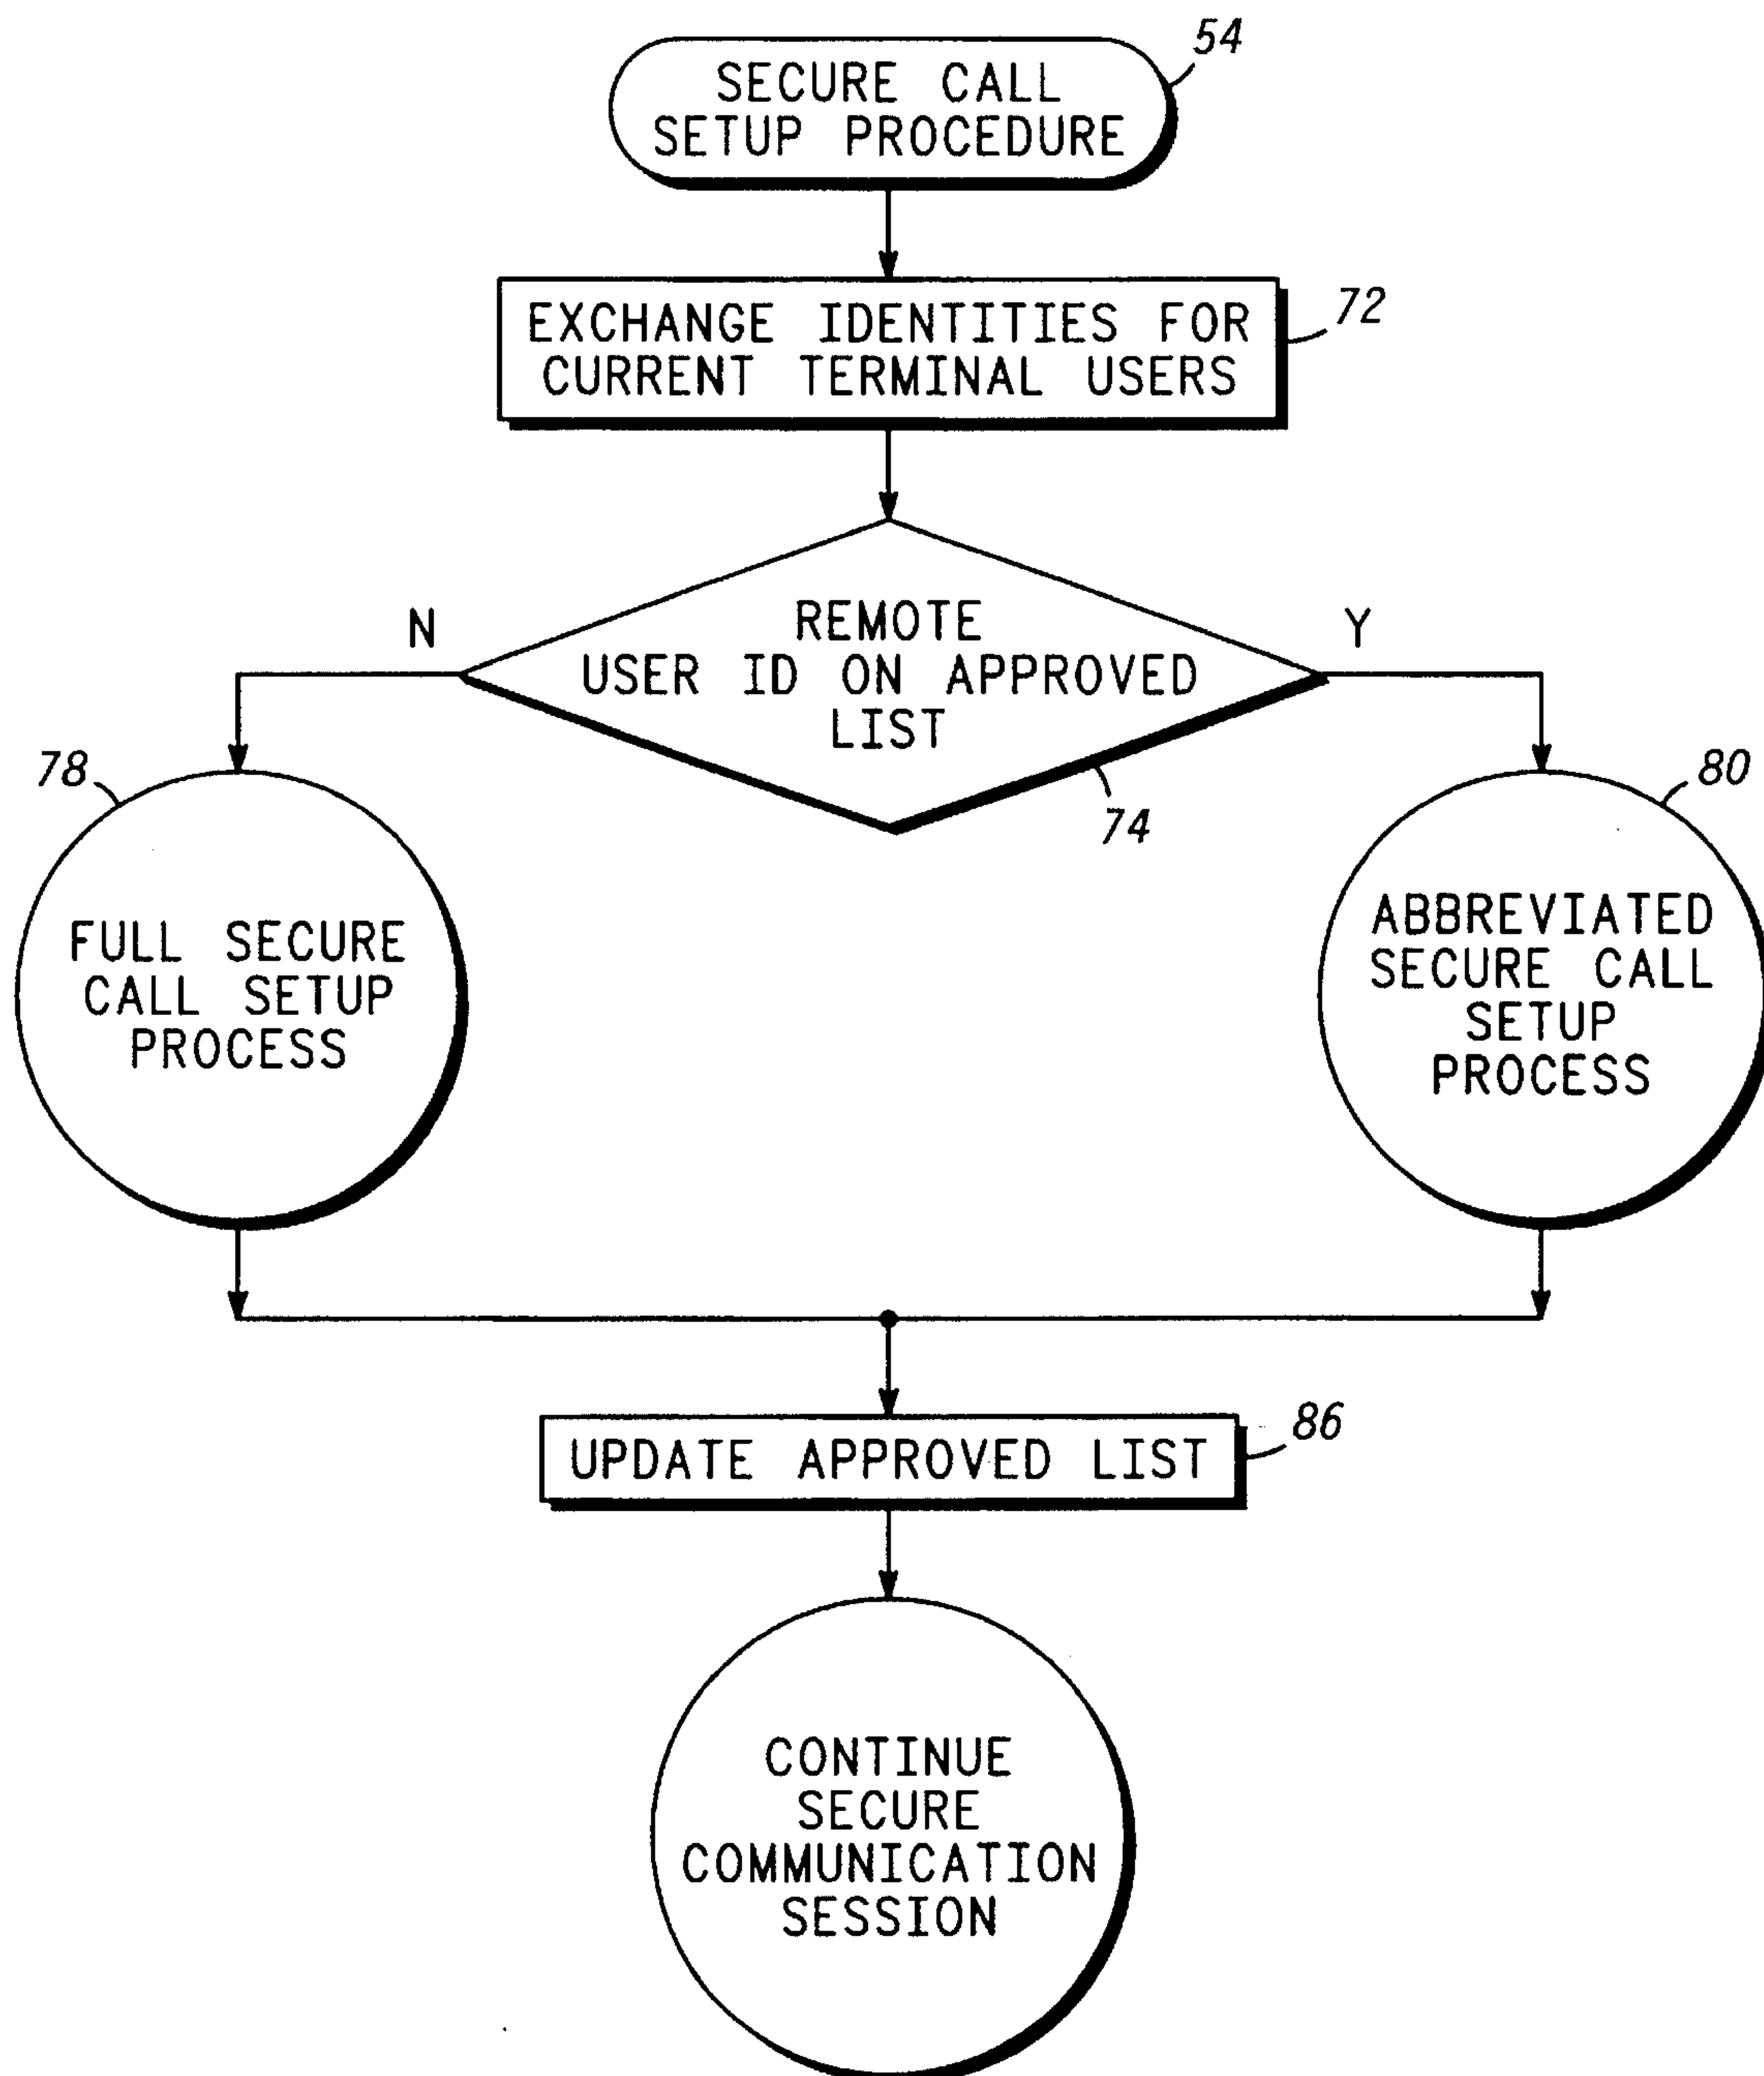 54
SECURE CALL
SETUP PROCEDURE
72
EXCHANGE IDENTITIES FOR
CURRENT TERMINAL USERS
N
Y
REMOTE
USER ID ON APPROVED
LIST
74
78
80
FULL SECURE
CALL SETUP
PROCESS
ABBREVIATED
SECURE CALL
SETUP
PROCESS
86
UPDATE APPROVED LIST
CONTINUE
SECURE
COMMUNICATION
SESSION